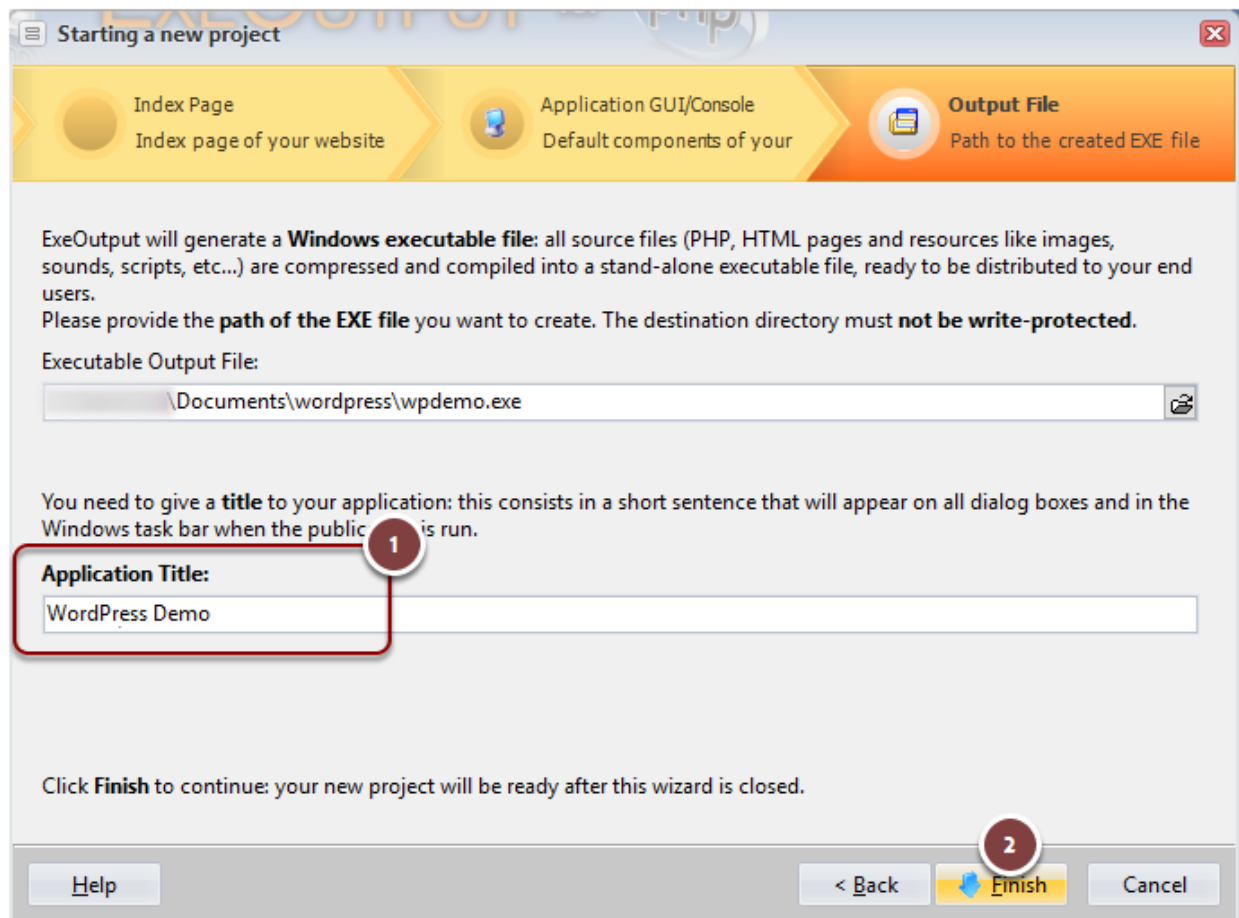 EXEOUTPUT for php
Starting a new project
Index Page
Index page of your website
Application GUI/Console
Default components of your
Output File
Path to the created EXE file
ExeOutput will generate a Windows executable file: all source files (PHP, HTML pages and resources like images,
sounds, scripts, etc...) are compressed and compiled into a stand-alone executable file, ready to be distributed to your end
users.
Please provide the path of the EXE file you want to create. The destination directory must not be write-protected.
Executable Output File:
\Documents\wordpress\wpdemo.exe
You need to give a title to your application: this consists in a short sentence that will appear on all dialog boxes and in the
Windows task bar when the public is run.
1
Application Title:
WordPress Demo
Click Finish to continue: your new project will be ready after this wizard is closed.
2
Help
< Back
Finish
Cancel